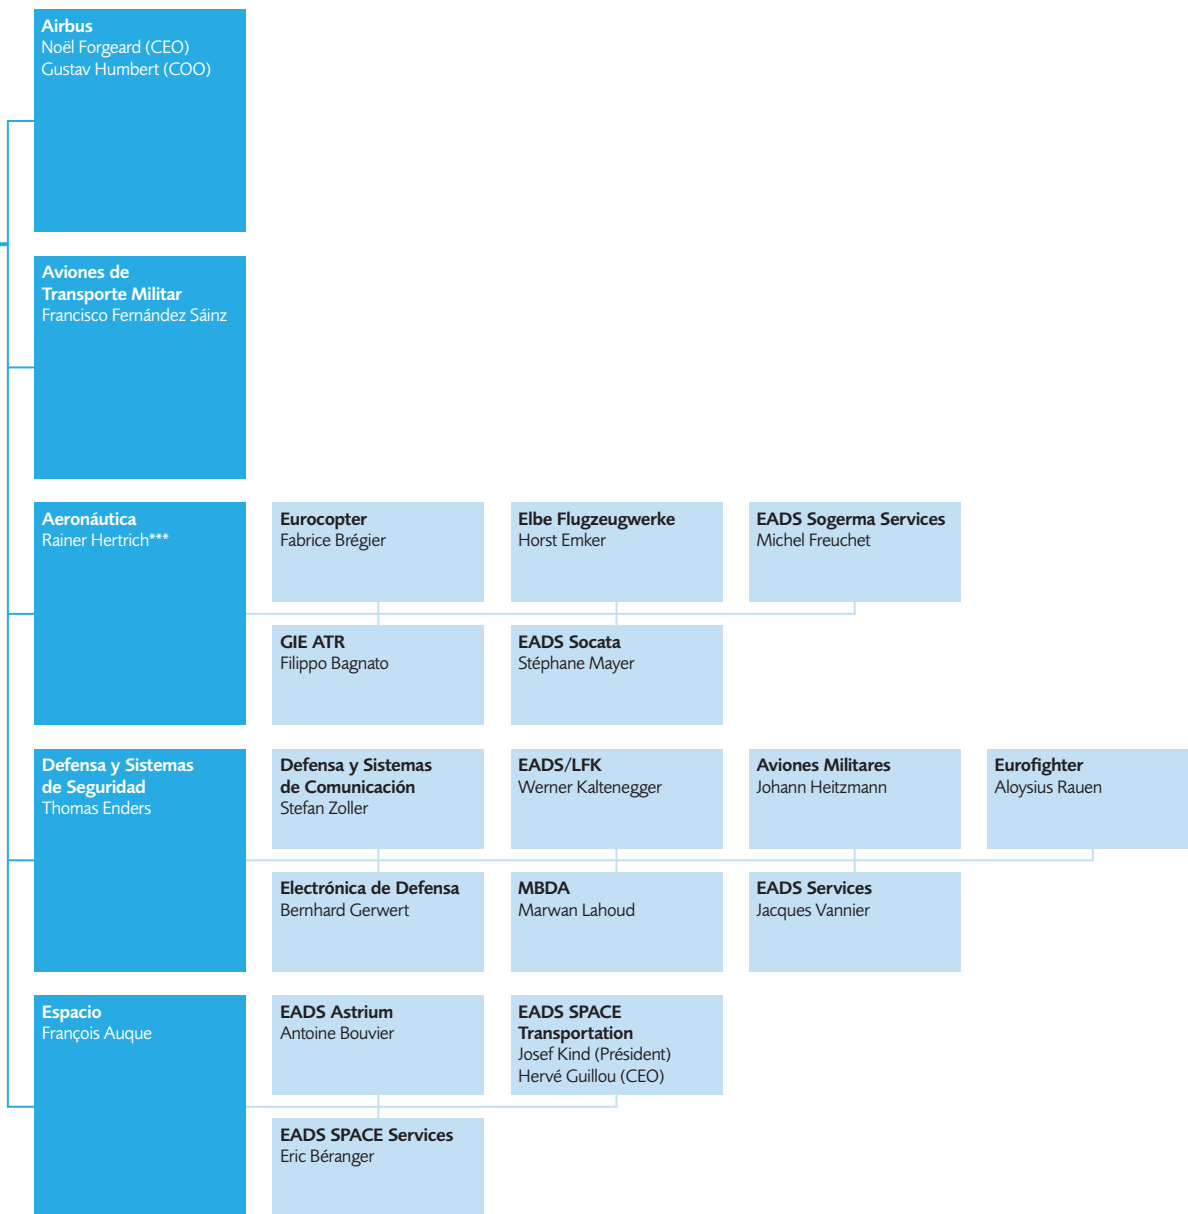 Airbus
Noël Forgeard (CEO)
Gustav Humbert (COO)
Aviones de
Transporte Militar
Francisco Fernández Sáinz
Aeronáutica
Rainer Hertrich***
Eurocopter
Fabrice Brégier
Elbe Flugzeugwerke
Horst Emker
EADS Sogerma Services
Michel Freuchet
GIE ATR
Filippo Bagnato
EADS Socata
Stéphane Mayer
Defensa y Sistemas
de Seguridad
Thomas Enders
Defensa y Sistemas
de Comunicación
Stefan Zoller
EADS/LFK
Werner Kaltenegger
Aviones Militares
Johann Heitzmann
Eurofighter
Aloysius Rauen
Electrónica de Defensa
Bernhard Gerwert
MBDA
Marwan Lahoud
EADS Services
Jacques Vannier
Espacio
François Auque
EADS Astrium
Antoine Bouvier
EADS SPACE
Transportation
Josef Kind (Président)
Hervé Guillou (CEO)
EADS SPACE Services
Eric Béranger